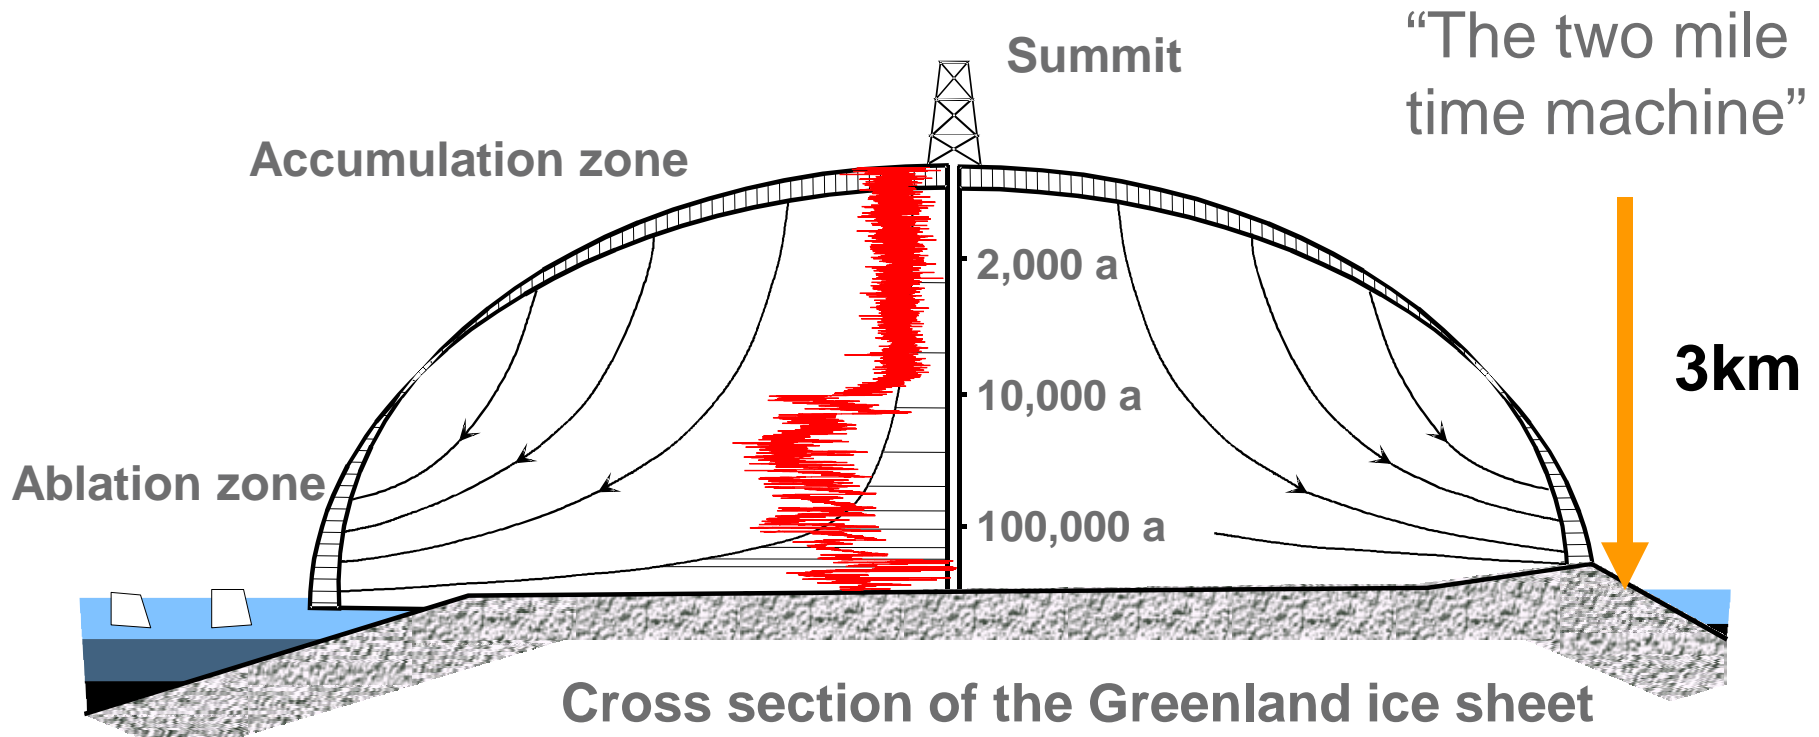 “The two mile
time machine”
Summit
Accumulation zone
2,000 a
3km
10,000 a
Ablation zone
100,000 a
Cross section of the Greenland ice sheet